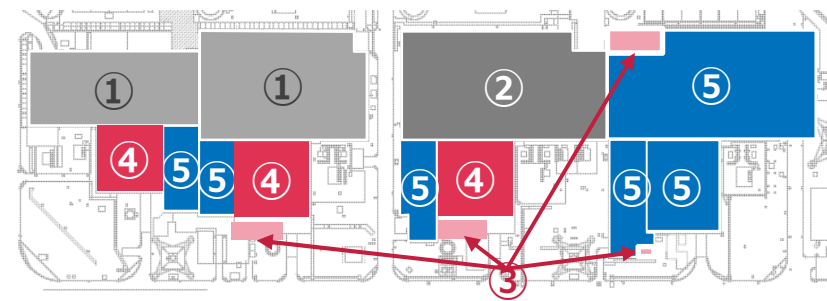 ① ① ② ⑤
④ ⑤ ⑤ ④ ⑤ ④ ⑤ ⑤
③